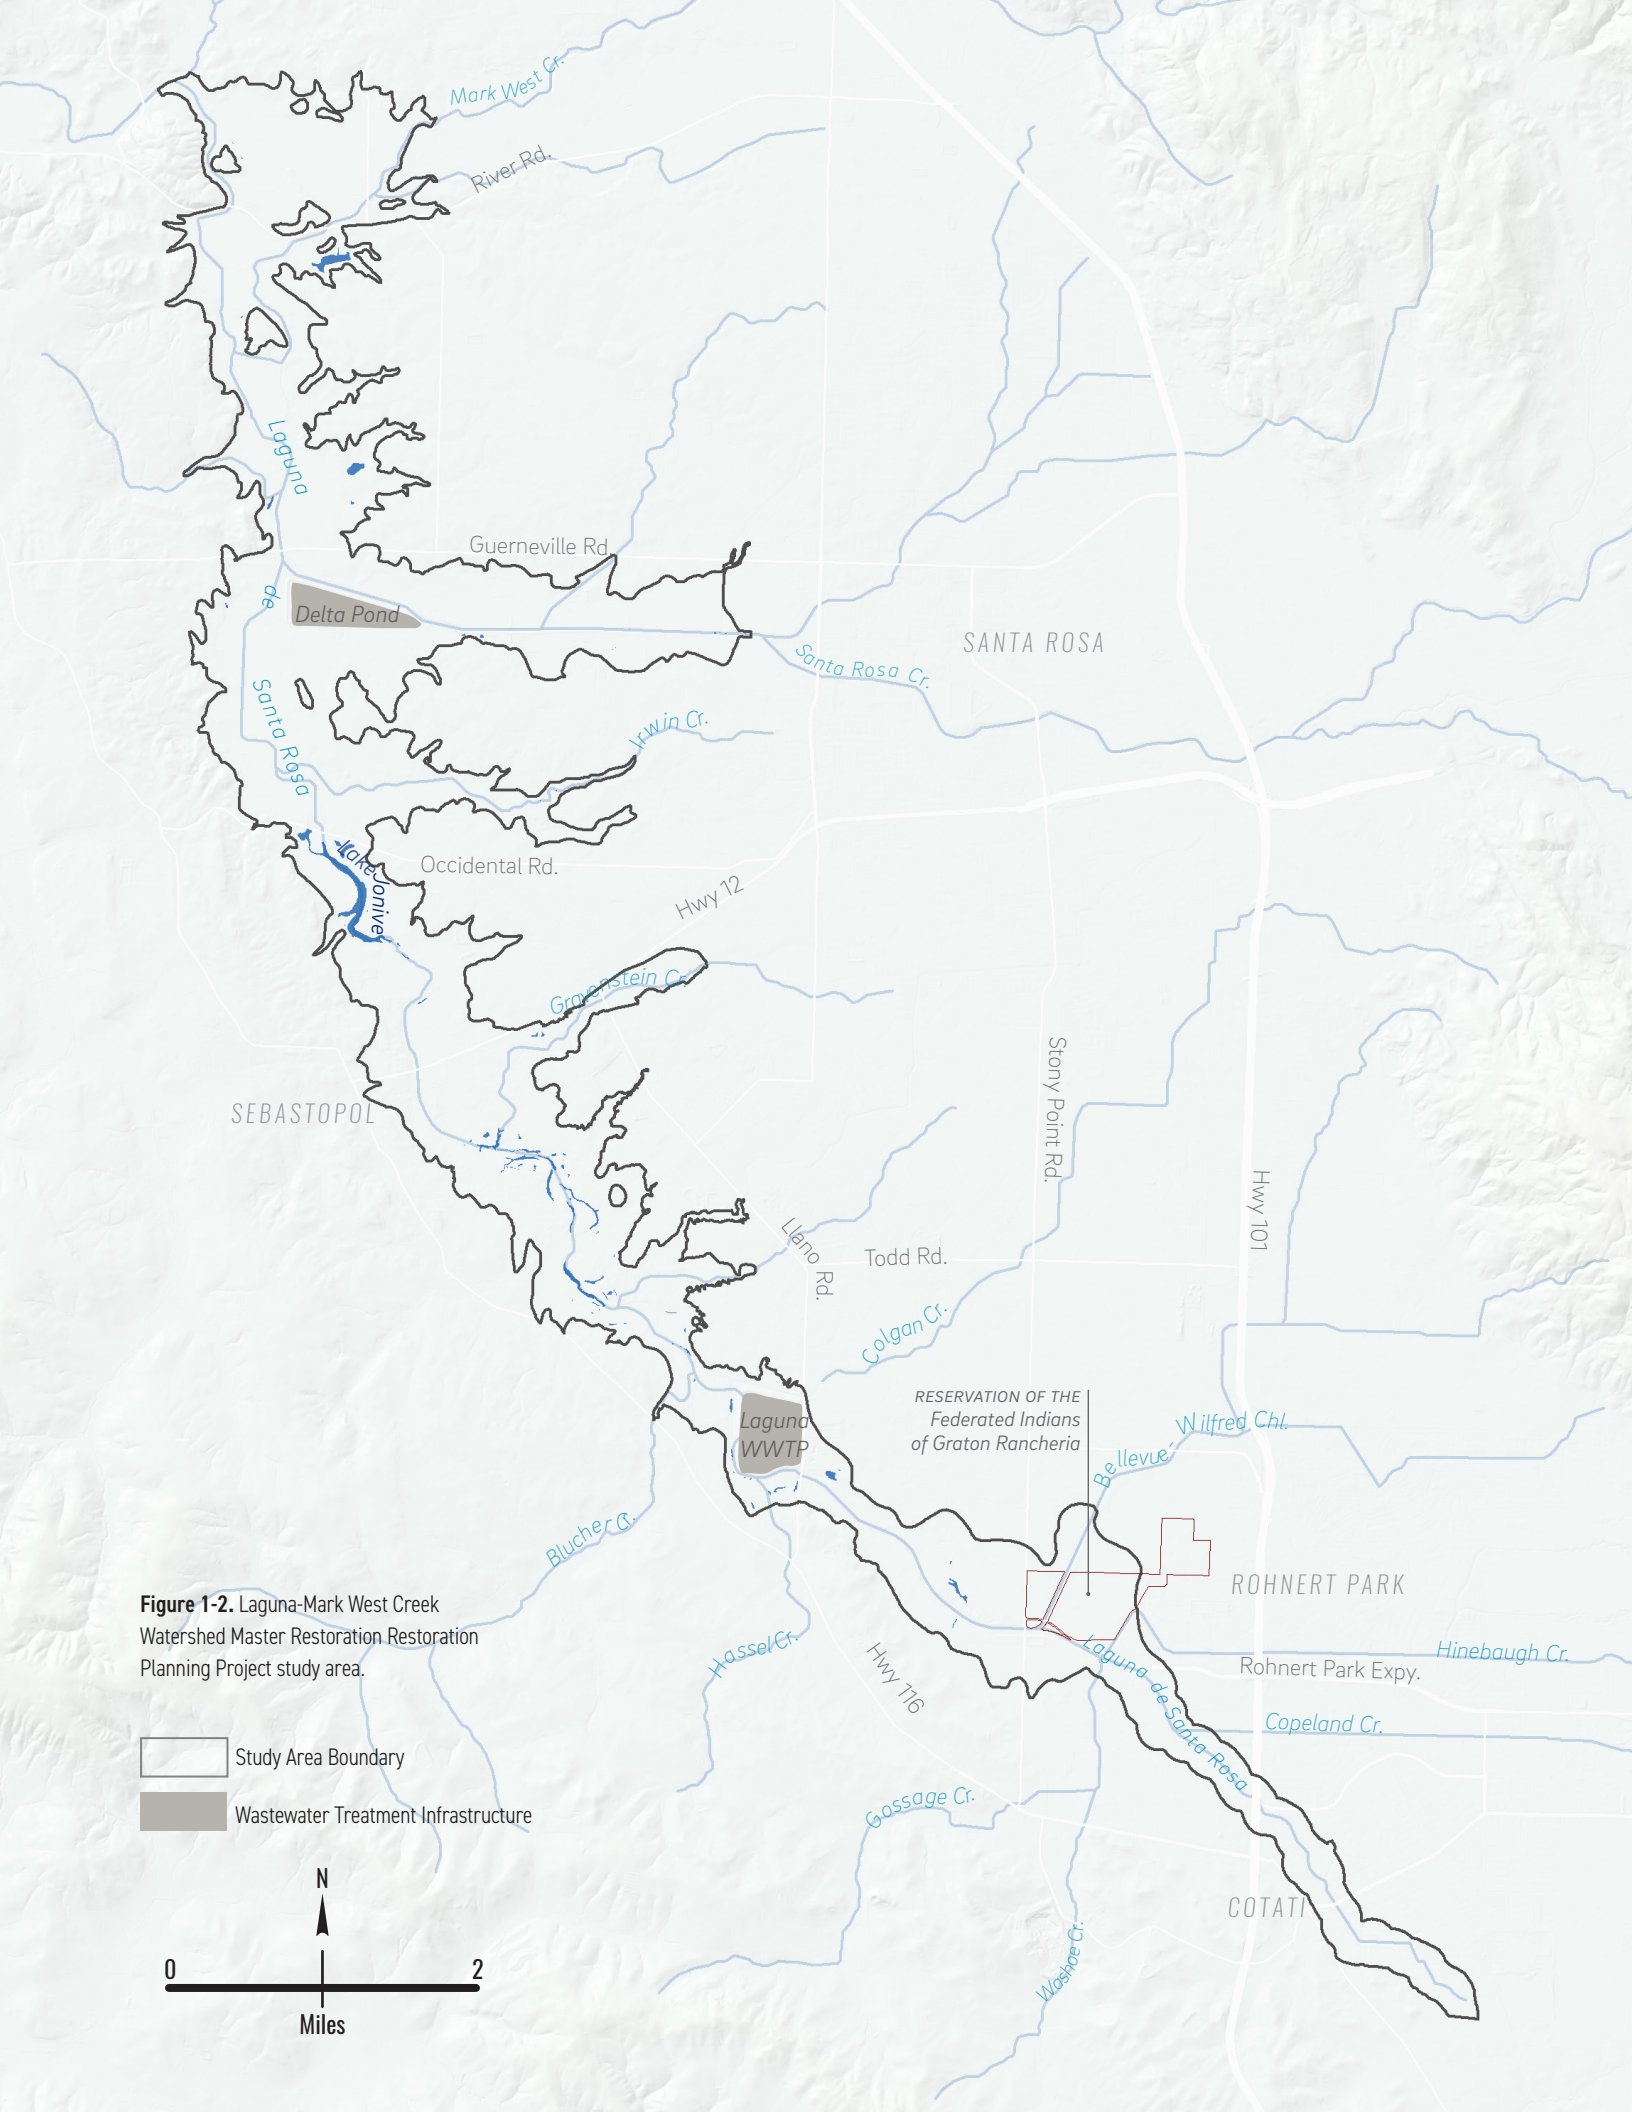 Mark West Cr.
River Rd.
Laguna
Guerneville Rd.
de
Delta Pond
SANTA ROSA
Santa Rosa Cr.
Santa Rosa
Irwin Cr.
Lake Jonive
Occidental Rd.
Hwy 12
Gravenstein Cr.
Stony Point Rd.
SEBASTOPOL
Hwy 101
Llano Rd.
Todd Rd.
Colgan Cr.
RESERVATION OF THE
Federated Indians
of Graton Rancheria
Laguna
WWTP
Bellevue-Wilfred Chl.
Blucher Cr.
ROHNERT PARK
Figure 1-2. Laguna-Mark West Creek
Watershed Master Restoration Restoration
Planning Project study area.
Hassel Cr.
Hwy 116
Laguna de Santa Rosa
Hinebaugh Cr.
Rohnert Park Expy.
Copeland Cr.
Study Area Boundary
Gossage Cr.
Wastewater Treatment Infrastructure
COTATI
Washoe Cr.
N
0
2
Miles